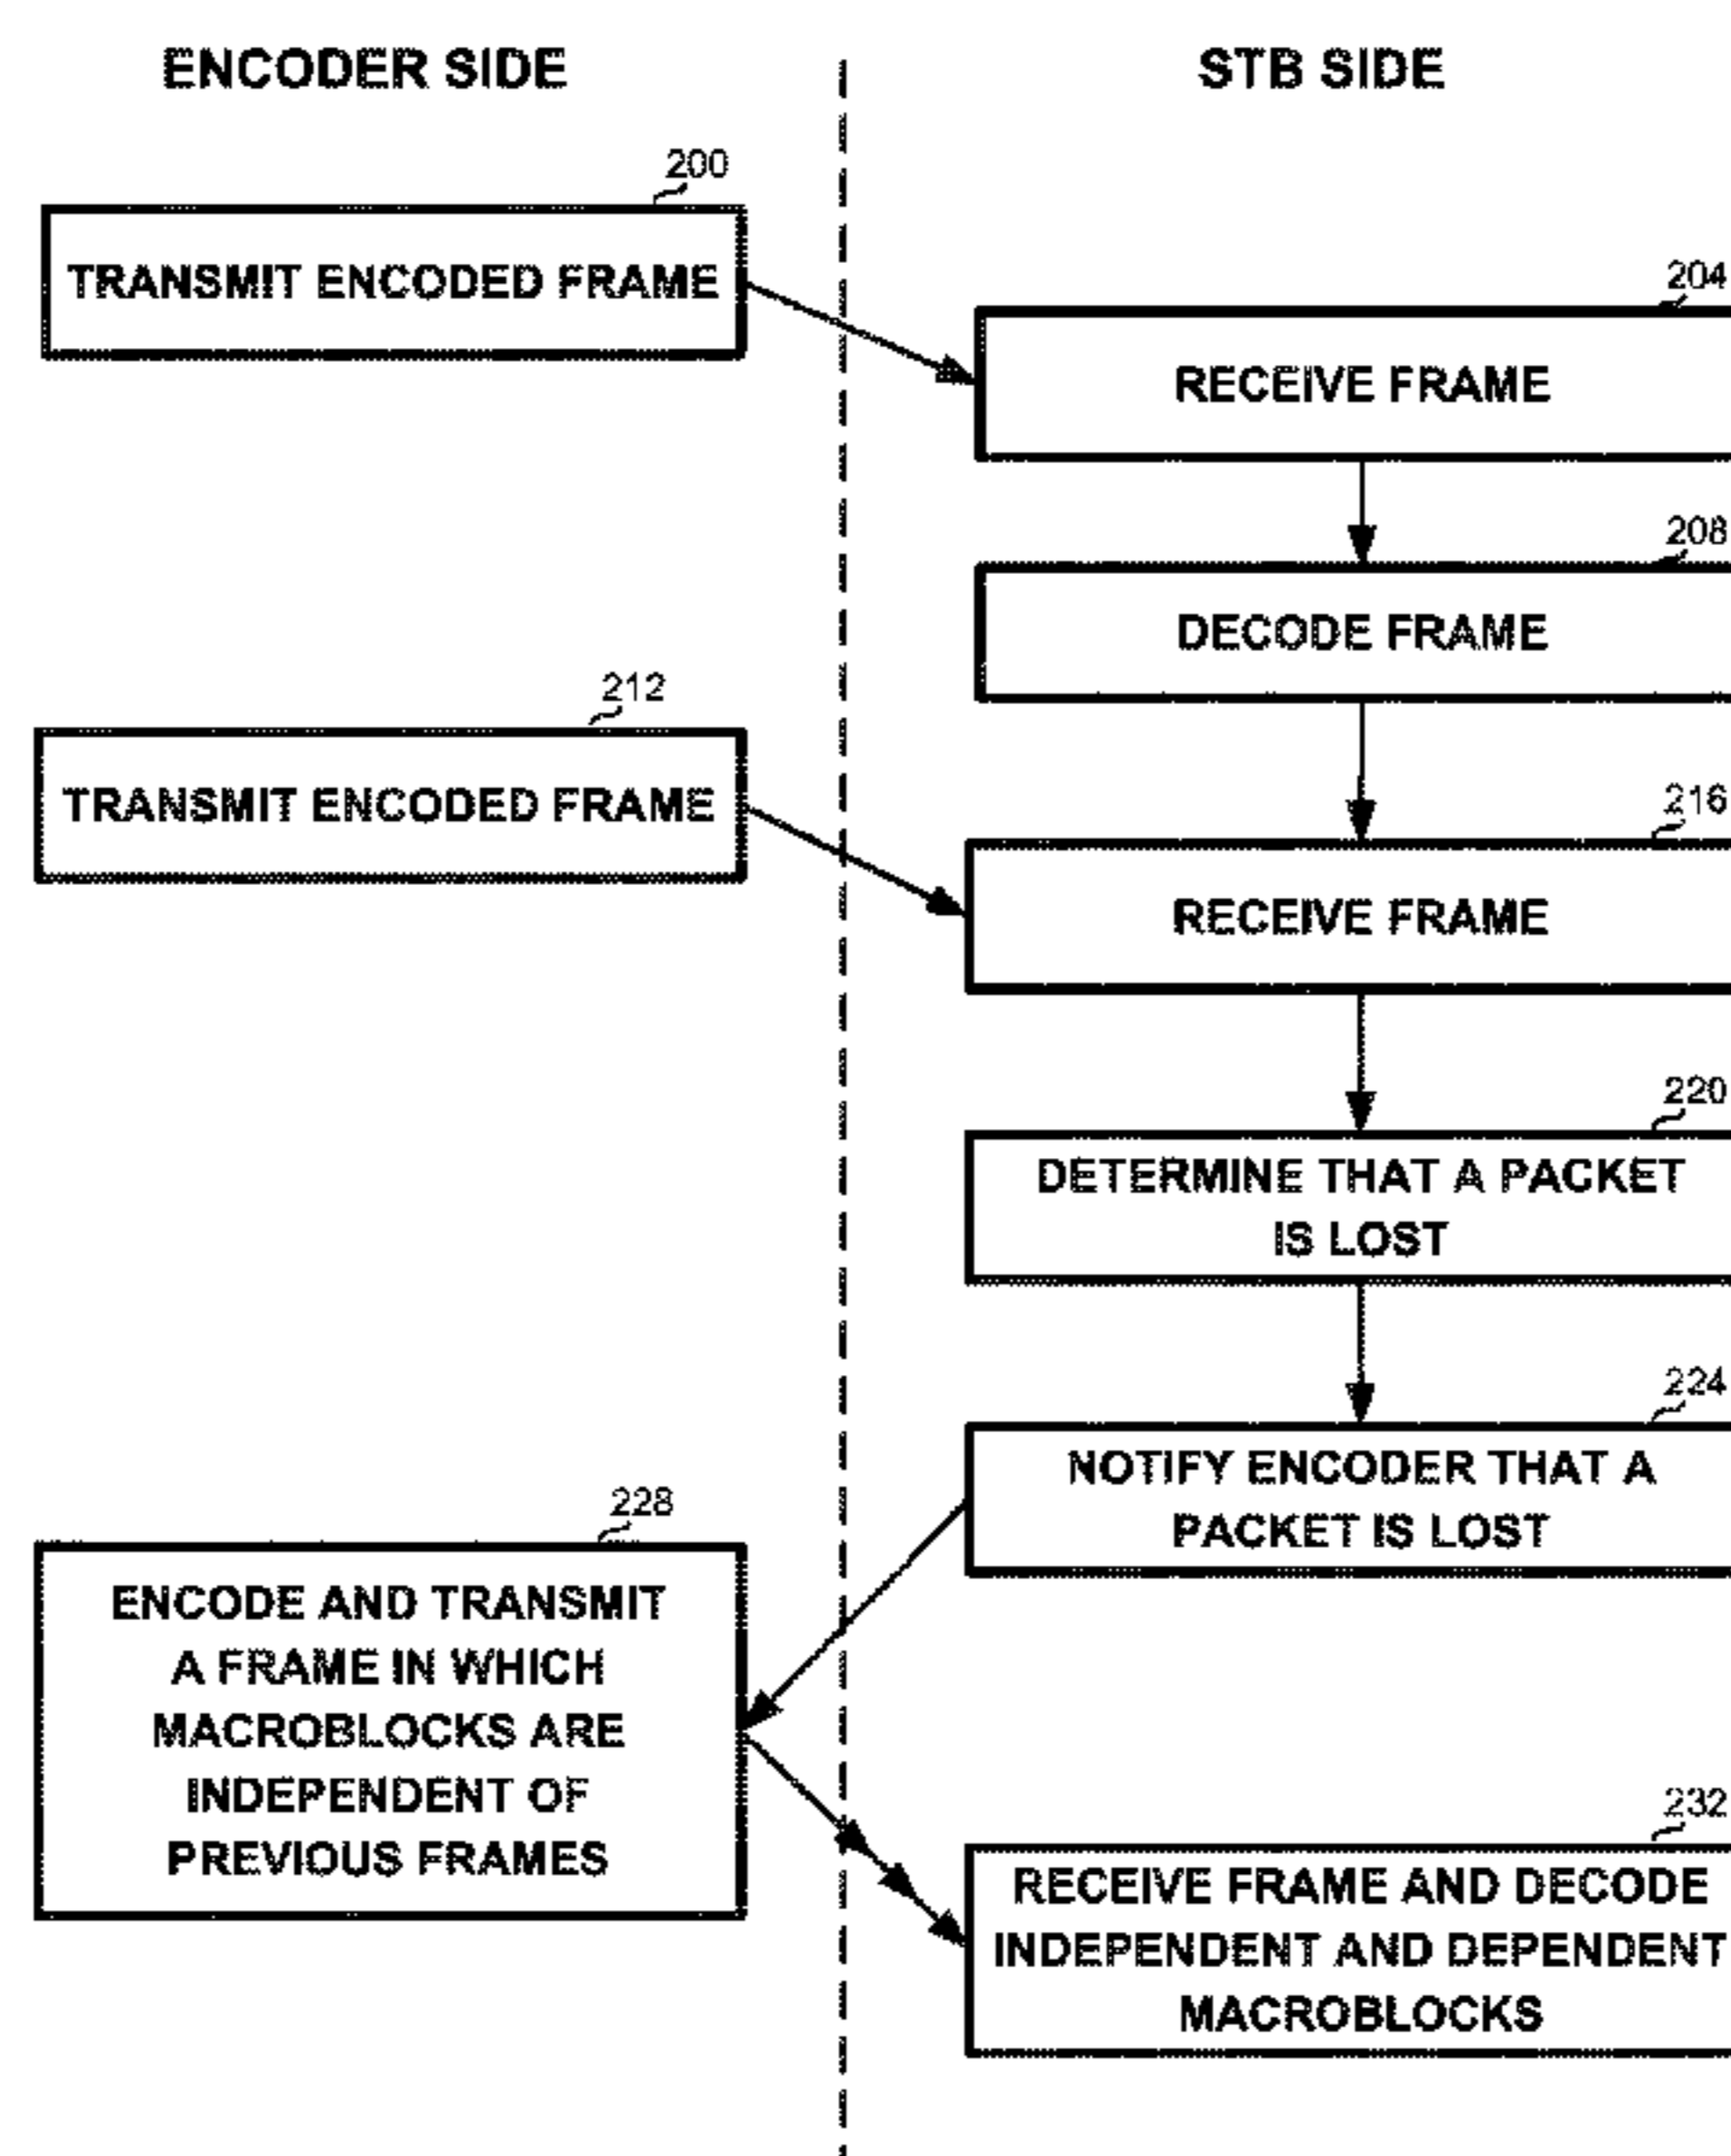 ENCODER SIDE
STB SIDE
200
TRANSMIT ENCODED FRAME
204
RECEIVE FRAME
208
DECODE FRAME
212
TRANSMIT ENCODED FRAME
216
RECEIVE FRAME
220
DETERMINE THAT A PACKET
IS LOST
224
NOTIFY ENCODER THAT A
PACKET IS LOST
228
ENCODE AND TRANSMIT
A FRAME IN WHICH
MACROBLOCKS ARE
INDEPENDENT OF
PREVIOUS FRAMES
232
RECEIVE FRAME AND DECODE
INDEPENDENT AND DEPENDENT
MACROBLOCKS